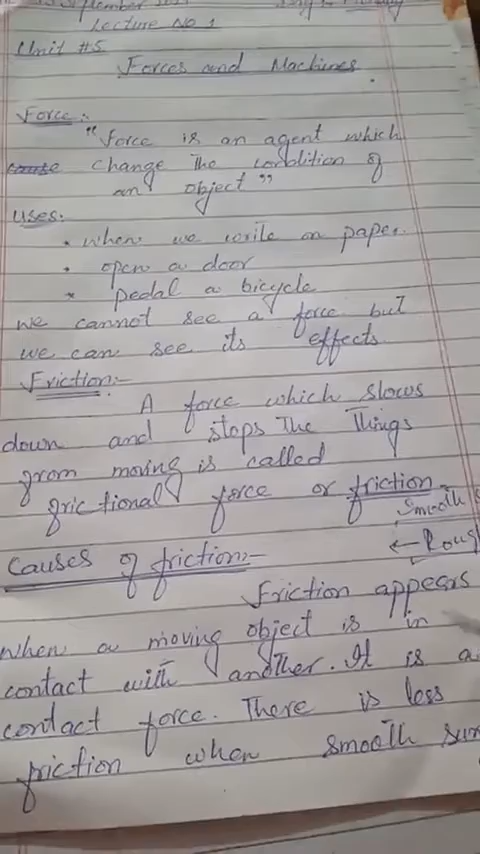 Lecture No 1
Unit #5
Forces and Machines
Force:
"Force is an agent which
change The condition of
an object"
Uses:
• when we write on paper.
• open a door
• pedal a bicycle
we cannot see a force but
we can see its effects.
Friction:-
A force which slows
down and stops The Things
from moving is called
frictional force or friction
Smooth
← Roug
Causes of friction:-
Friction appears
when a moving object is in
contact with another. It is a
contact force. There is less
friction when smooth sur